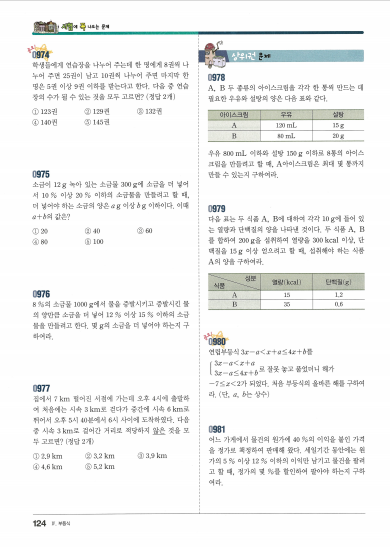 시험에 꼭 나오는 문제
0974
학생들에게 연습장을 나누어 주는데 한 명에게 8권씩 나
누어 주면 25권이 남고 10권씩 나누어 주면 마지막 한
명은 5권 이상 9권 이하를 받는다고 한다. 다음 중 연습
장의 수가 될 수 있는 것을 모두 고르면? (정답 2개)
① 123권 ② 129권 ③ 132권
④ 140권 ⑤ 145권
0975
소금이 12 g 녹아 있는 소금물 300 g에 소금을 더 넣어
서 10 % 이상 20 % 이하의 소금물을 만들려고 할 때,
더 넣어야 하는 소금의 양은 a g 이상 b g 이하이다. 이때
a+b의 값은?
① 20 ② 40 ③ 60
④ 80 ⑤ 100
0976
8 %의 소금물 1000 g에서 물을 증발시키고 증발시킨 물
의 양만큼 소금을 더 넣어 12 % 이상 15 % 이하의 소금
물을 만들려고 한다. 몇 g의 소금을 더 넣어야 하는지 구
하여라.
0977
집에서 7 km 떨어진 서점에 가는데 오후 4시에 출발하
여 처음에는 시속 3 km로 걷다가 중간에 시속 6 km로
뛰어서 오후 5시 40분에서 6시 사이에 도착하였다. 다음
중 시속 3 km로 걸어간 거리로 적당하지 않은 것을 모
두 고르면? (정답 2개)
① 2.9 km ② 3.2 km ③ 3.9 km
④ 4.6 km ⑤ 5.2 km
상위권 문제
0978
A, B 두 종류의 아이스크림을 각각 한 통씩 만드는 데
필요한 우유와 설탕의 양은 다음 표와 같다.
아이스크림 우유 설탕
A 120 mL 15 g
B 80 mL 20 g
우유 800 mL 이하와 설탕 150 g 이하로 8통의 아이스
크림을 만들려고 할 때, A아이스크림은 최대 몇 통까지
만들 수 있는지 구하여라.
0979
다음 표는 두 식품 A, B에 대하여 각각 10 g에 들어 있
는 열량과 단백질의 양을 나타낸 것이다. 두 식품 A, B
를 합하여 200 g을 섭취하여 열량을 300 kcal 이상, 단
백질을 15 g 이상 얻으려고 할 때, 섭취해야 하는 식품
A의 양을 구하여라.
식품 성분 열량(kcal) 단백질(g)
A 15 1.2
B 35 0.6
0980
연립부등식 3x-a<x+a≤4x+b를
3x-a<x+a
3x-a≤4x+b 로 잘못 놓고 풀었더니 해가
-7≤x<2가 되었다. 처음 부등식의 올바른 해를 구하여
라. (단, a, b는 상수)
0981
어느 가게에서 물건의 원가에 40 %의 이익을 붙인 가격
을 정가로 책정하여 판매해 왔다. 세일기간 동안에는 원
가의 5 % 이상 12 % 이하의 이익만 남기고 물건을 팔려
고 할 때, 정가의 몇 %를 할인하여 팔아야 하는지 구하
여라.
124 Ⅱ. 부등식